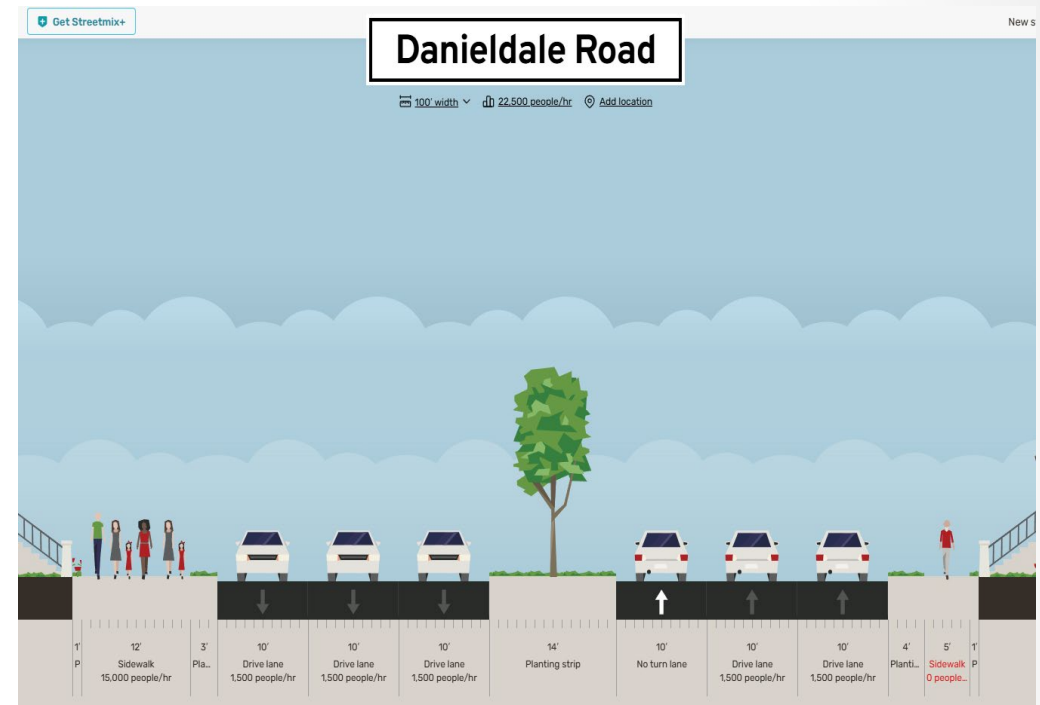 Get Streetmix+
New s
Danieldale Road
100' width
22,500 people/hr
Add location
1'
P
12'
Sidewalk
15,000 people/hr
3'
Pla...
10'
Drive lane
1,500 people/hr
10'
Drive lane
1,500 people/hr
10'
Drive lane
1,500 people/hr
14'
Planting strip
10'
No turn lane
10'
Drive lane
1,500 people/hr
10'
Drive lane
1,500 people/hr
4'
Planti...
5'
Sidewalk
0 people...
1'
P